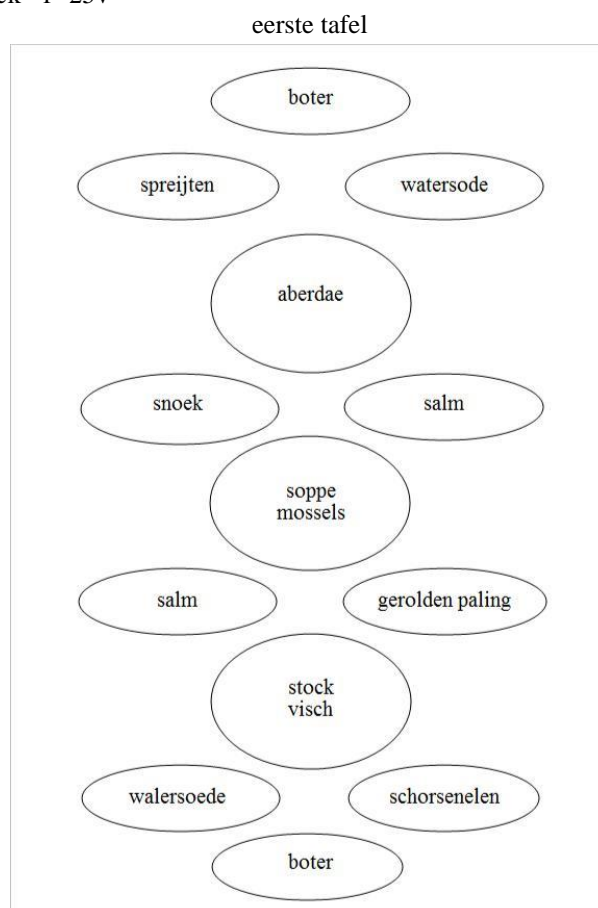 eerste tafel
boter
spreijten
watersode
aberdae
snoek
salm
soppe
mossels
salm
gerolden paling
stock
visch
walersoede
schorsenelen
boter